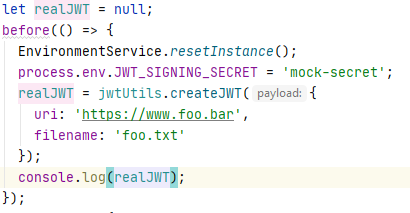 let realJWT = null;
before(() => {
  EnvironmentService.resetInstance();
  process.env.JWT_SIGNING_SECRET = 'mock-secret';
  realJWT = jwtUtils.createJWT( payload: {
    uri: 'https://www.foo.bar',
    filename: 'foo.txt'
  });
  console.log(realJWT);
});